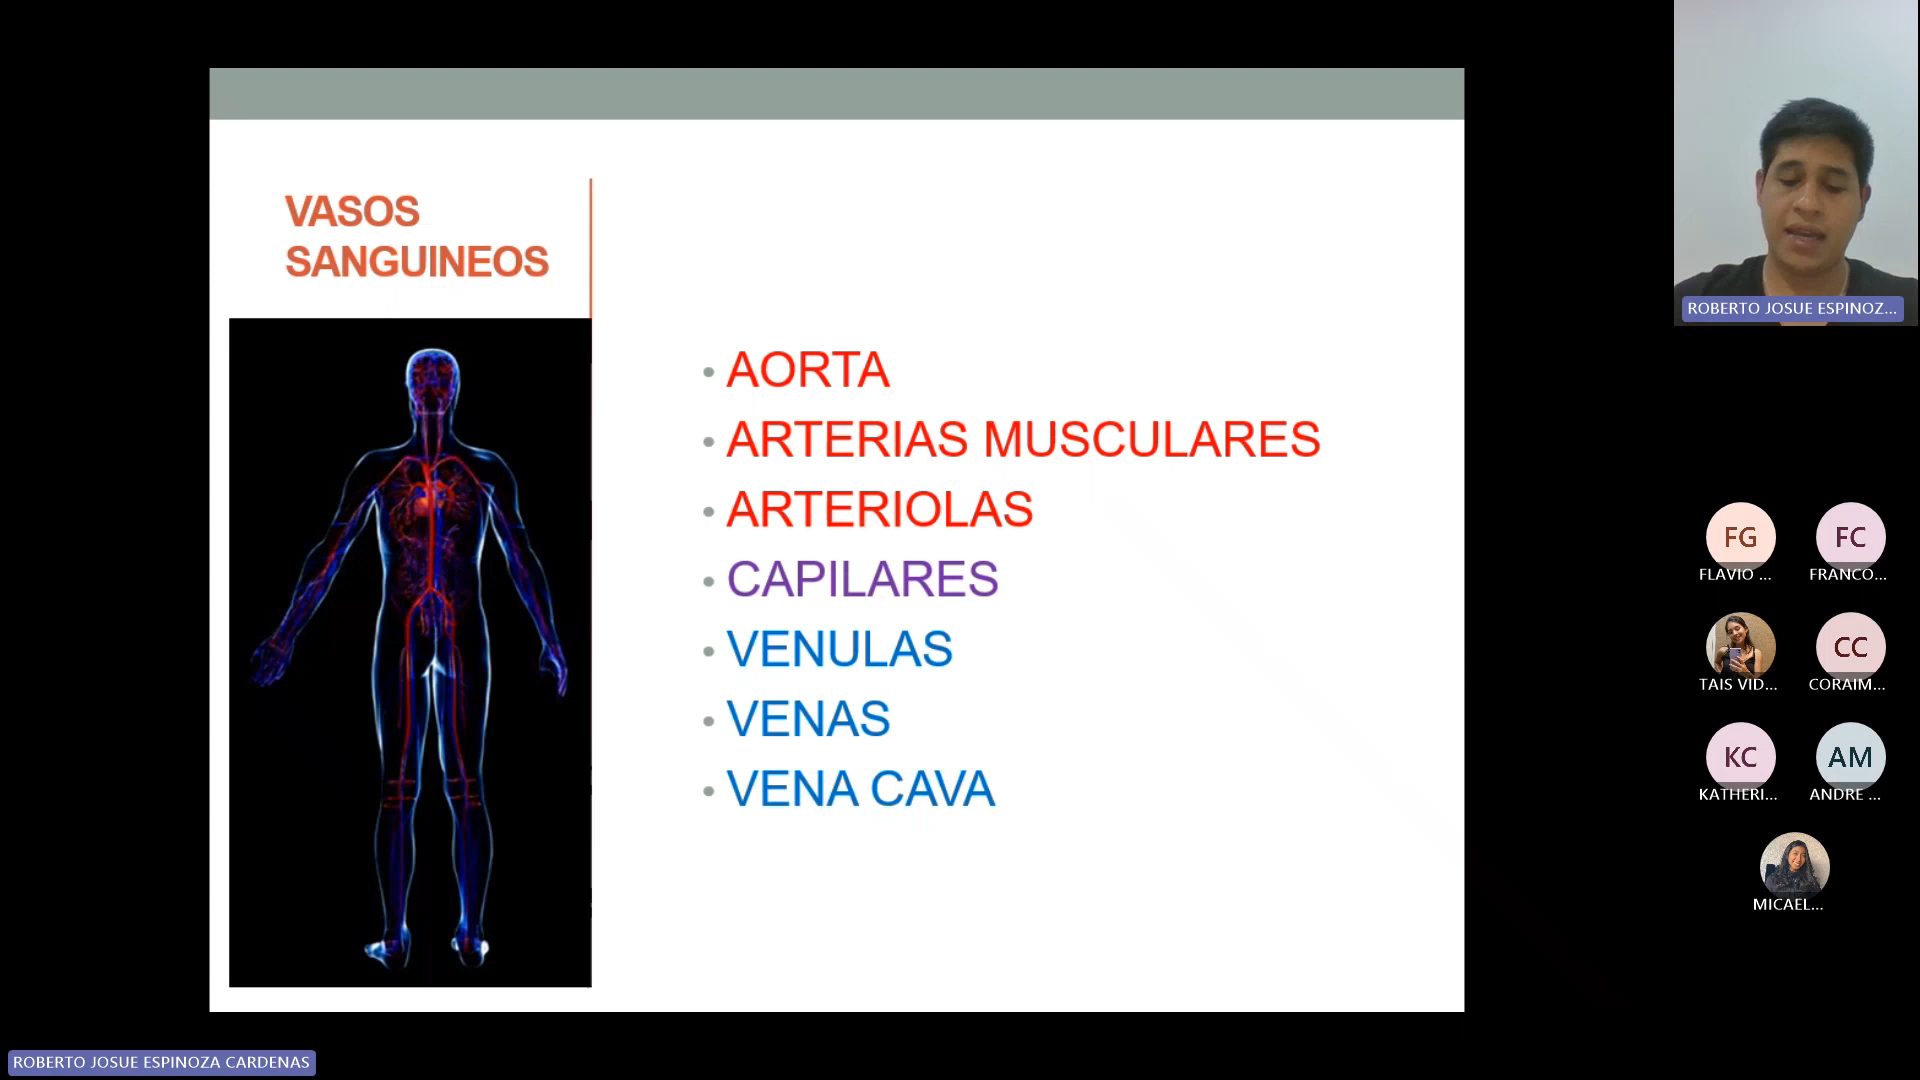 VASOS
SANGUINEOS
• AORTA
• ARTERIAS MUSCULARES
• ARTERIOLAS
• CAPILARES
• VENULAS
• VENAS
• VENA CAVA
ROBERTO JOSUE ESPINOZ...
FG
FLAVIO ...
FC
FRANCO...
TAIS VID...
CC
CORAIM...
KC
KATHERI...
AM
ANDRE ...
MICAEL...
ROBERTO JOSUE ESPINOZA CARDENAS